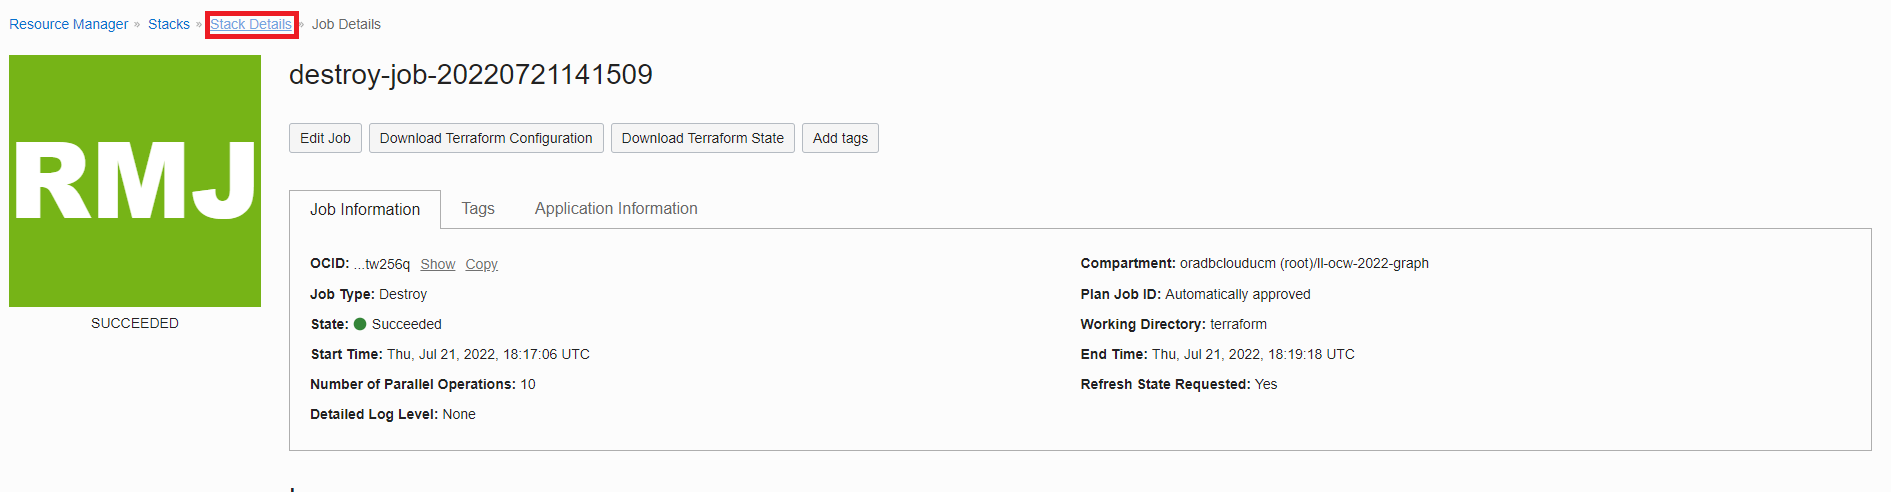 Resource Manager » Stacks » Stack Details » Job Details
RMJ
SUCCEEDED
destroy-job-20220721141509
Edit Job Download Terraform Configuration Download Terraform State Add tags
Job Information Tags Application Information
OCID: ...tw256q Show Copy
Job Type: Destroy
State: Succeeded
Start Time: Thu, Jul 21, 2022, 18:17:06 UTC
Number of Parallel Operations: 10
Detailed Log Level: None
Compartment: oradbclouducm (root)/ll-ocw-2022-graph
Plan Job ID: Automatically approved
Working Directory: terraform
End Time: Thu, Jul 21, 2022, 18:19:18 UTC
Refresh State Requested: Yes